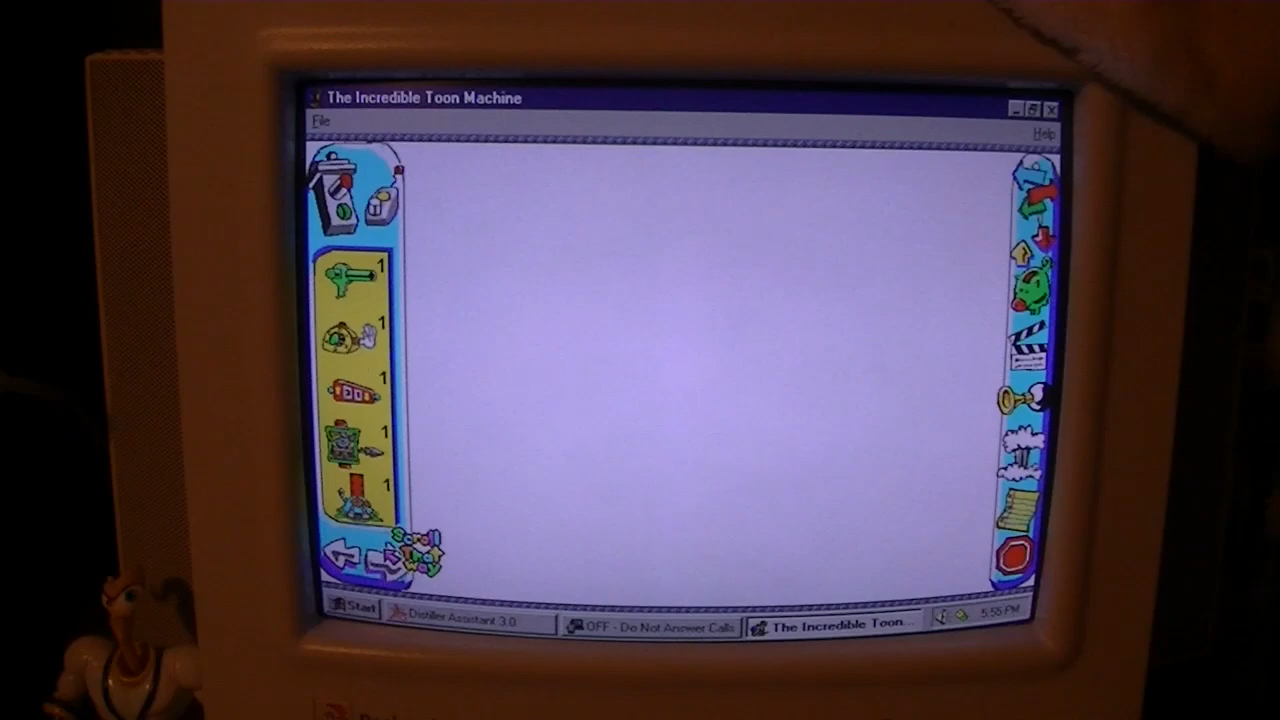 The Incredible Toon Machine
File
Help
1
1
1
1
1
Scroll
That
Way
Start
Distiller Assistant 3.0
OFF - Do Not Answer Calls
The Incredible Toon...
5:55 PM